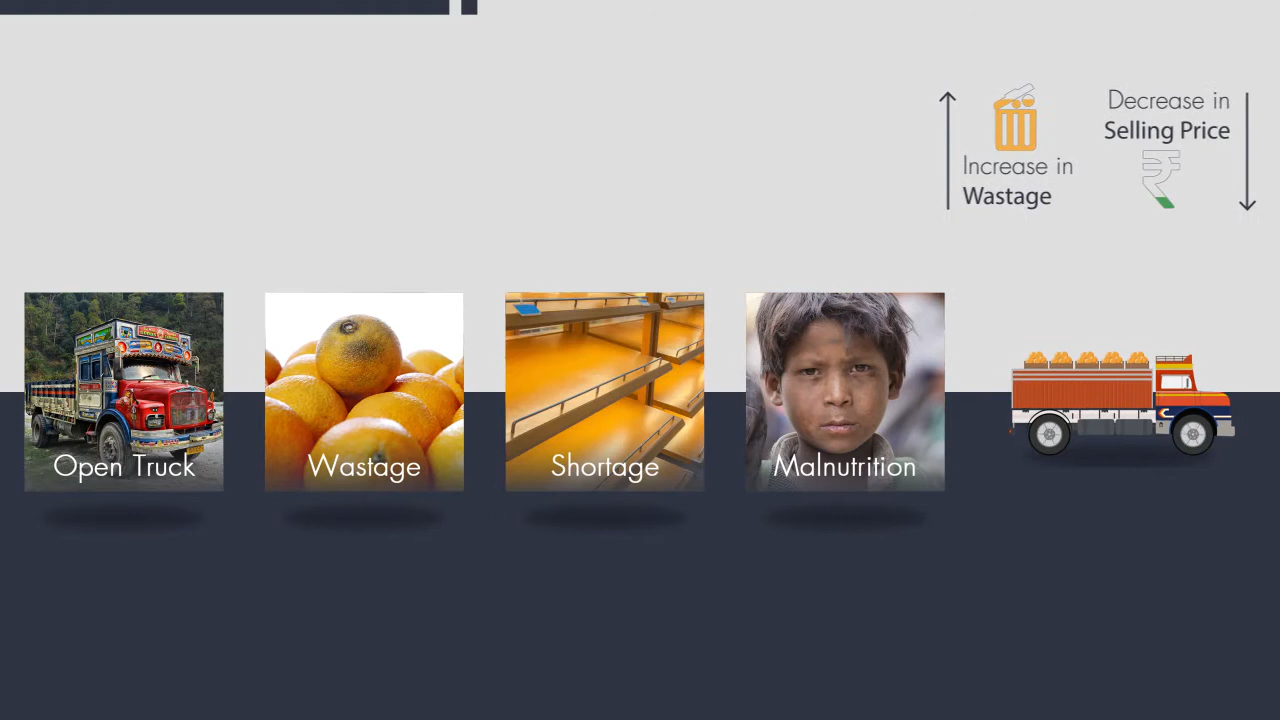 Increase in
Wastage
Decrease in
Selling Price
₹
Open Truck
Wastage
Shortage
Malnutrition